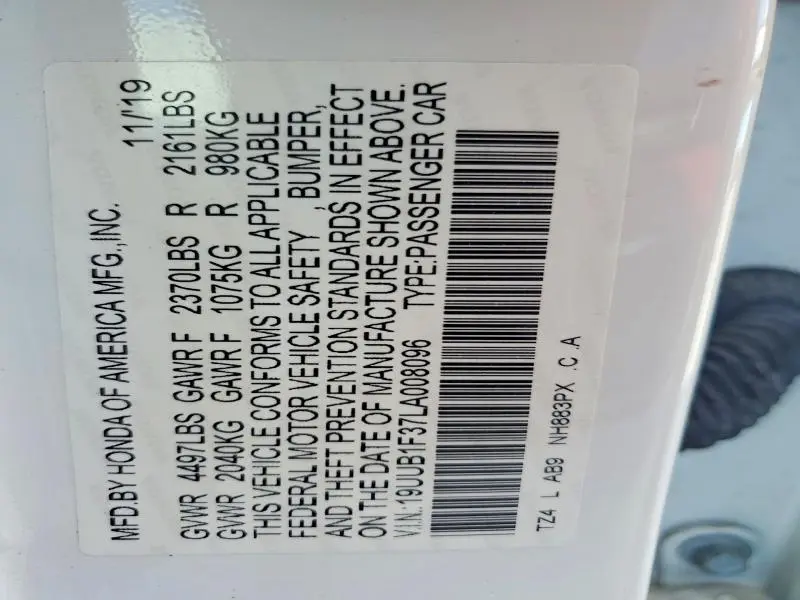 MFD.BY HONDA OF AMERICA MFG.,INC. 11/'19
GVWR 4497LBS GAWR F 2370LBS R 2161LBS
GVWR 2040KG GAWR F 1075KG R 980KG
THIS VEHICLE CONFORMS TO ALL APPLICABLE
FEDERAL MOTOR VEHICLE SAFETY , BUMPER,
AND THEFT PREVENTION STANDARDS IN EFFECT
ON THE DATE OF MANUFACTURE SHOWN ABOVE.
V.I.N:19UUB1F37LA008096 TYPE:PASSENGER CAR
TZ4 L AB9 NH883PX .C .A